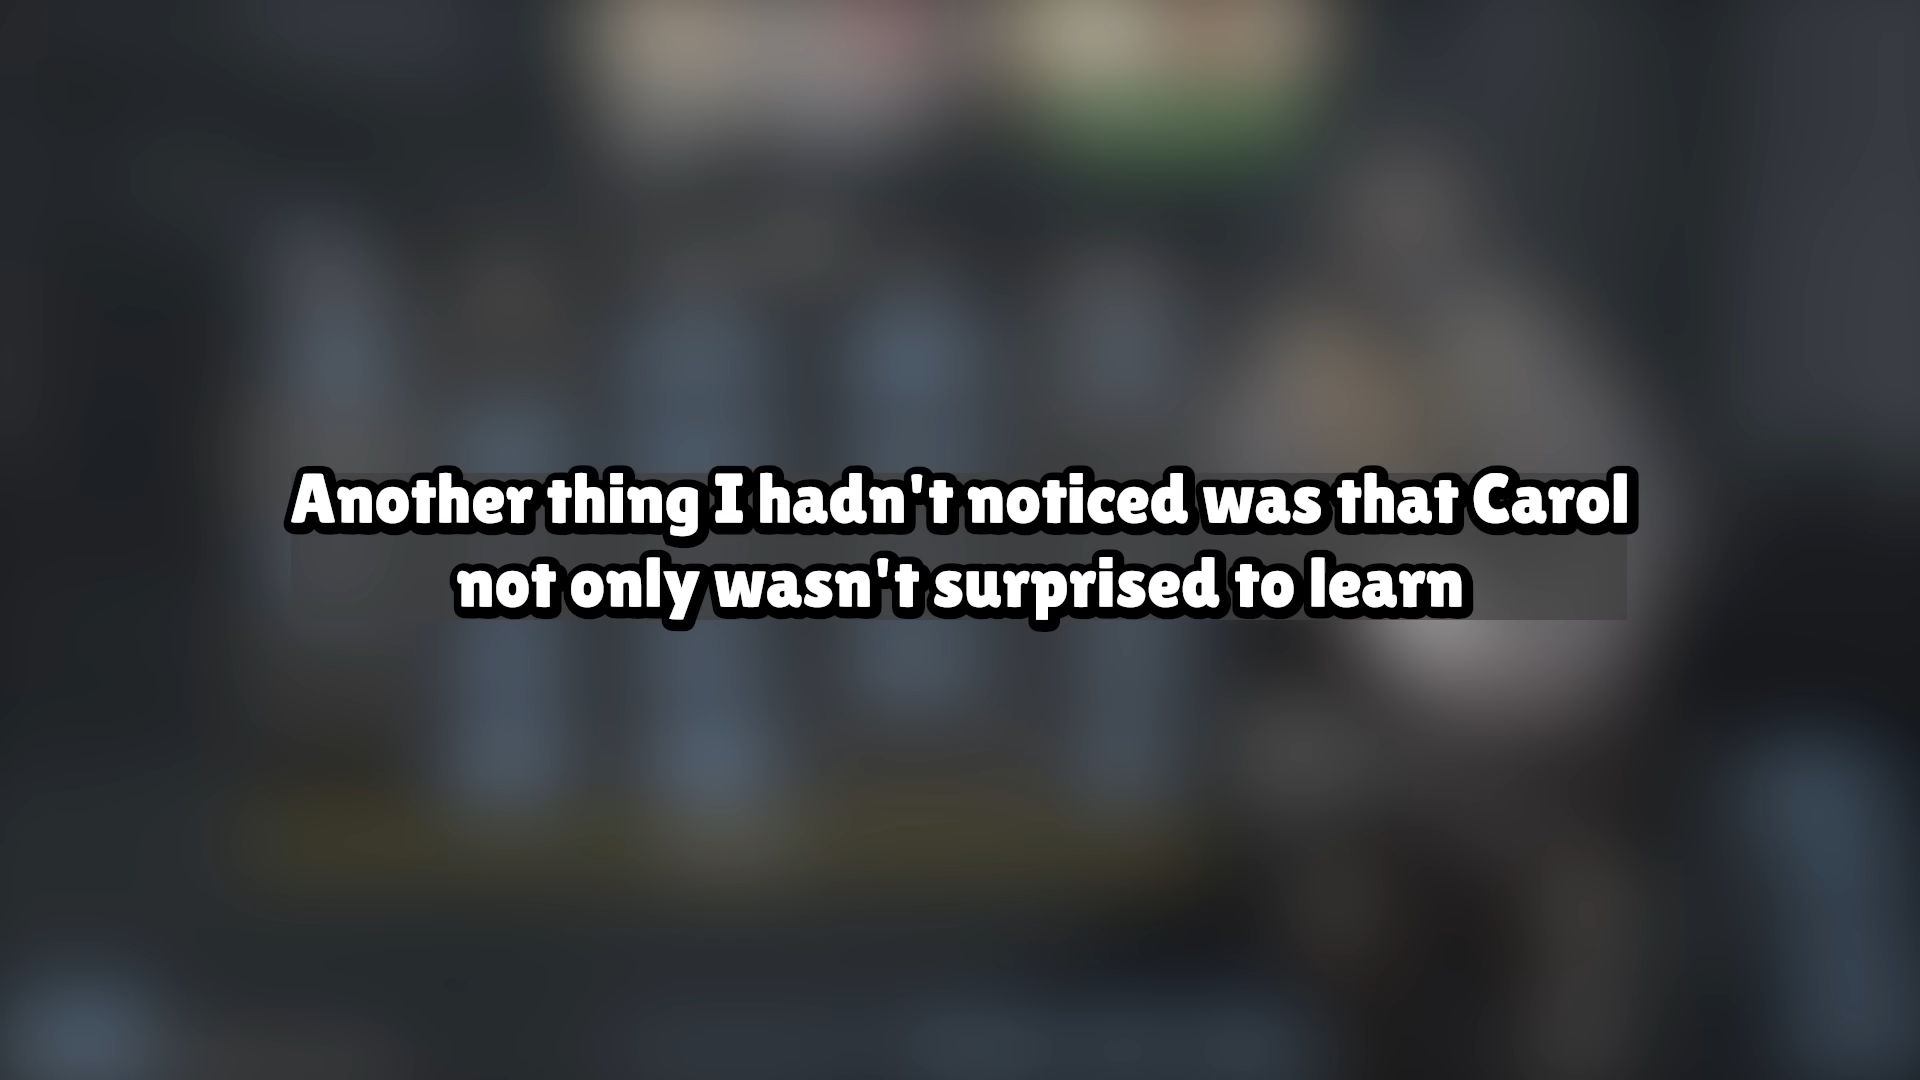 Another thing I hadn't noticed was that Carol
not only wasn't surprised to learn